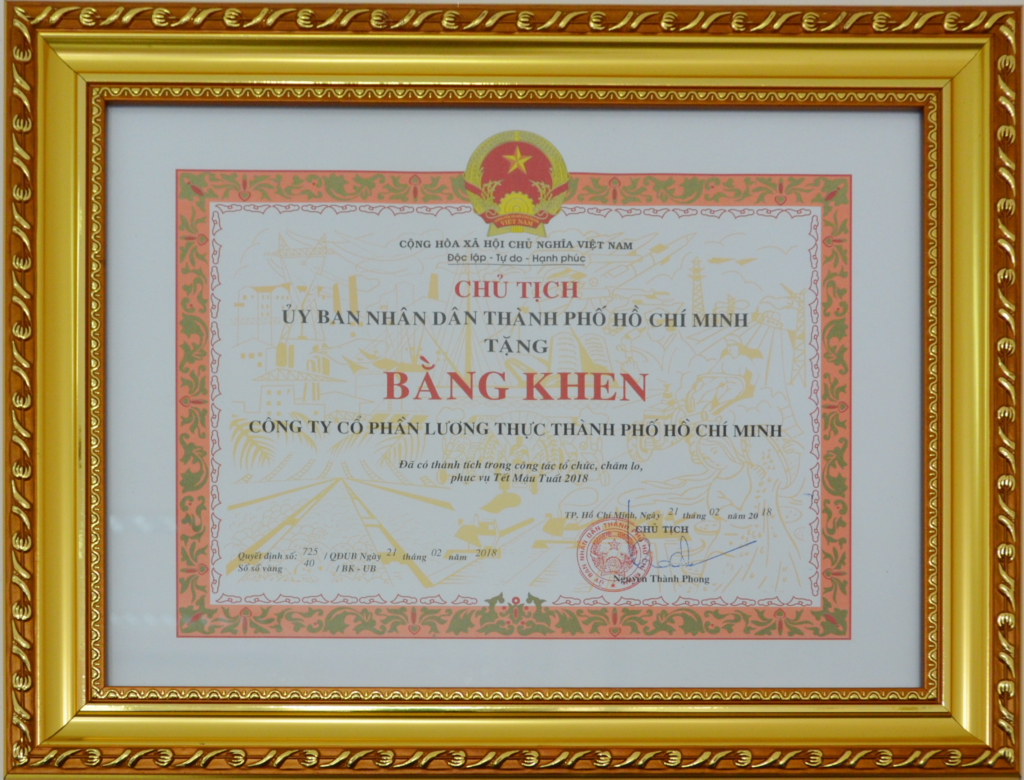 VIỆT NAM
CỘNG HÒA XÃ HỘI CHỦ NGHĨA VIỆT NAM
Độc lập - Tự do - Hạnh phúc
CHỦ TỊCH
ỦY BAN NHÂN DÂN THÀNH PHỐ HỒ CHÍ MINH
TẶNG
BẰNG KHEN
CÔNG TY CỔ PHẦN LƯƠNG THỰC THÀNH PHỐ HỒ CHÍ MINH
Đã có thành tích trong công tác tổ chức, chăm lo,
phục vụ Tết Mậu Tuất 2018
TP. Hồ Chí Minh, Ngày 21 tháng 02 năm 2018
CHỦ TỊCH
Nguyễn Thành Phong
Quyết định số: 725 / QĐUB Ngày 21 tháng 02 năm 2018
Số sổ vàng 40 / BK - UB